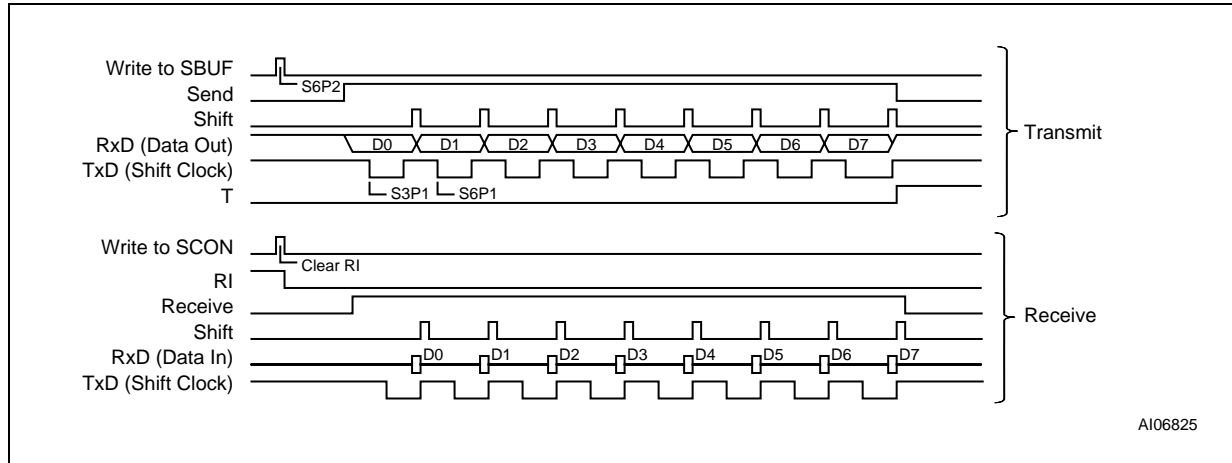 Write to SBUF
S6P2
Send
Shift
RxD (Data Out) D0 D1 D2 D3 D4 D5 D6 D7
TxD (Shift Clock)
S3P1 S6P1
T
Transmit
Write to SCON
Clear RI
RI
Receive
Shift
RxD (Data In) D0 D1 D2 D3 D4 D5 D6 D7
TxD (Shift Clock)
Receive
AI06825